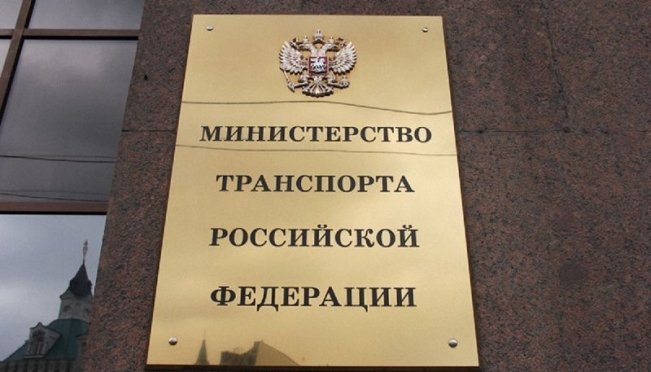 МИНИСТЕРСТВО
ТРАНСПОРТА
РОССИЙСКОЙ
ФЕДЕРАЦИИ